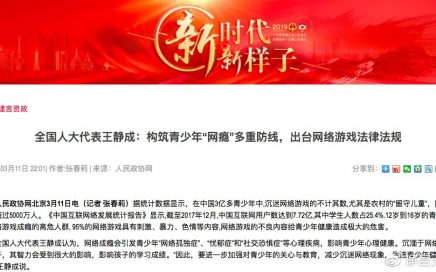 新时代
2019
新样子
建言资政
全国人大代表王静成：构筑青少年“网瘾”多重防线，出台网络游戏法律法规
03月11日 22:01| 作者:张春莉| 来源：人民政协网
分享到：
人民政协网北京3月11日电（记者 张春莉）据统计数据显示，在中国3亿多青少年中,沉迷网络游戏的不计其数,尤其是农村的“留守儿童”，
过5000万人。《中国互联网络发展统计报告》显示,截至2017年12月,中国互联网用户数达到7.72亿,其中学生人数占25.4%.12岁到16岁的青
成瘾的高危人群, 95%的网络游戏具有刺激、暴力、色情等内容,网络游戏的不良内容给青少年健康造成极大的危害。
全国人大代表王静成认为，网络成瘾会引发青少年“网络孤独症”、“忧郁症”和“社交恐惧症”等心理疾病，影响青少年心理健康。沉湎于网
，其智力会受到很大的影响，影响孩子的学习成绩。“因此，要进一步加强对青少年的关心与教育，减少沉迷网络现象，促进青少年健
成说。